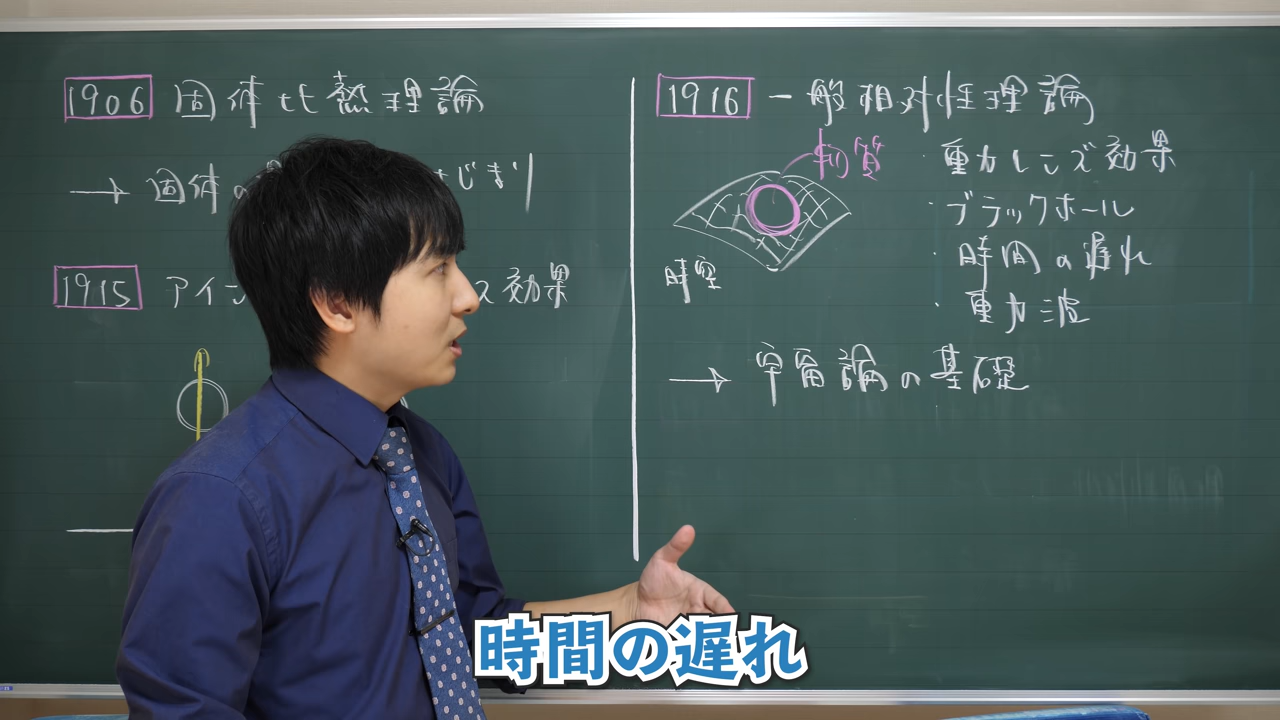 1906 固体比熱理論
→ 固体の
はじまり
1915 アイン
ス効果
1916 一般相対性理論
物質
時空
・重力レンズ効果
・ブラックホール
・時間の遅れ
・重力波
→ 宇宙論の基礎
時間の遅れ